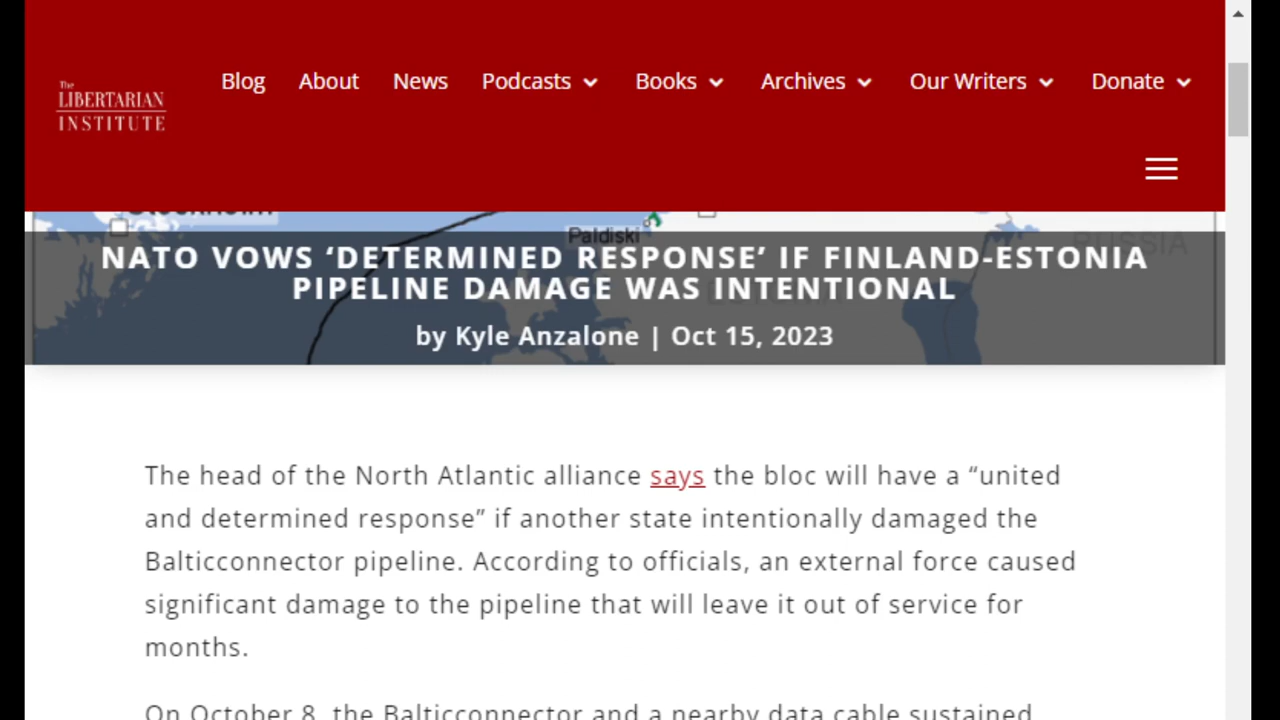 Blog About News Podcasts Books Archives Our Writers Donate
The
LIBERTARIAN
INSTITUTE
Paldiski
NATO VOWS ‘DETERMINED RESPONSE’ IF FINLAND-ESTONIA
PIPELINE DAMAGE WAS INTENTIONAL
by Kyle Anzalone | Oct 15, 2023
The head of the North Atlantic alliance says the bloc will have a “united
and determined response” if another state intentionally damaged the
Balticconnector pipeline. According to officials, an external force caused
significant damage to the pipeline that will leave it out of service for
months.
On October 8, the Balticconnector and a nearby data cable sustained